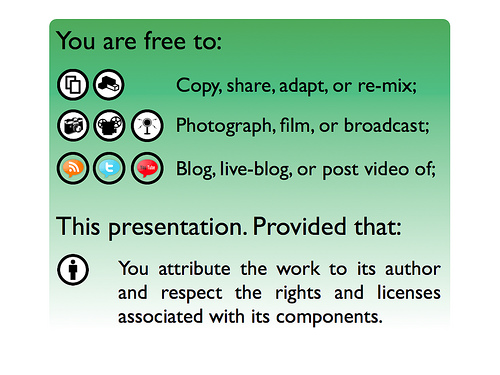 You are free to:
Copy, share, adapt, or re-mix;
Photograph, film, or broadcast;
Blog, live-blog, or post video of;
This presentation. Provided that:
You attribute the work to its author
and respect the rights and licenses
associated with its components.